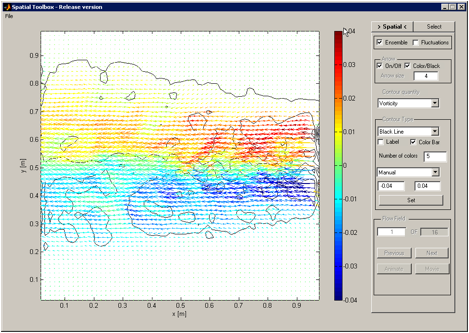 Spatial Toolbox - Release version
File
> Spatial <
Select
Ensemble
Fluctuations
Arrow
On/Off
Color/Black
Arrow size
4
Contour quantity
Vorticity
Contour Type
Black Line
Label
Color Bar
Number of colors
5
Manual
-0.04
0.04
Set
Flow Field
1
OF
16
Previous
Next
Animate
Movie
0.9
0.8
0.7
0.6
0.5
0.4
0.3
0.2
0.1
y [m]
0.1
0.2
0.3
0.4
0.5
0.6
0.7
0.8
0.9
x [m]
0.04
0.03
0.02
0.01
0
-0.01
-0.02
-0.03
-0.04